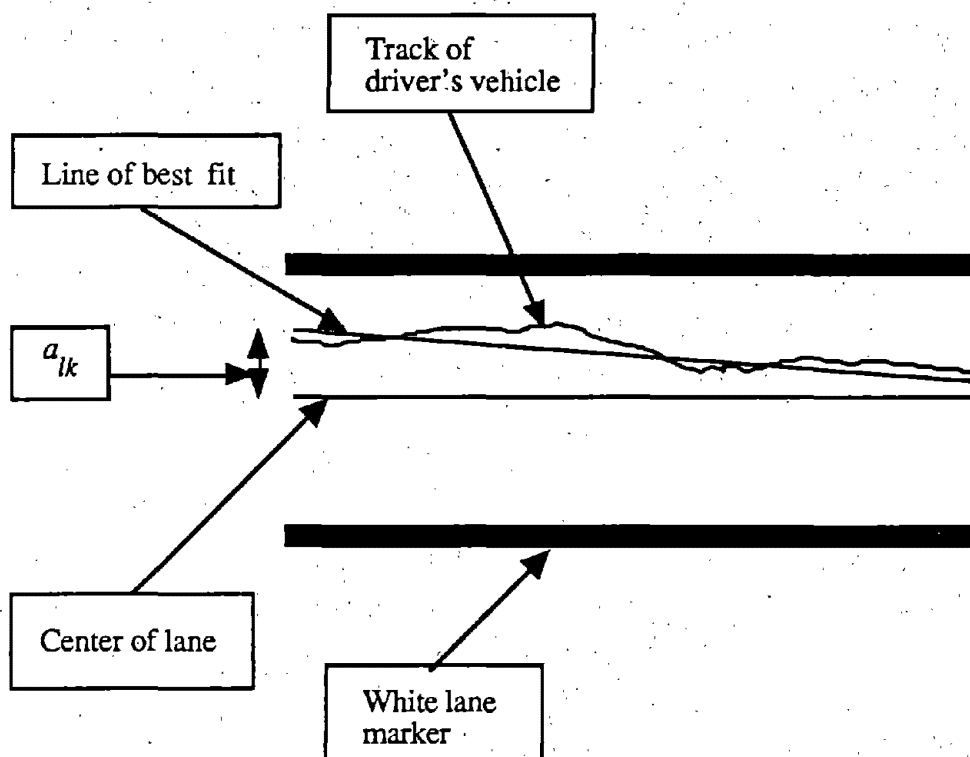 Track of
driver's vehicle
Line of best fit
a_lk
Center of lane
White lane
marker